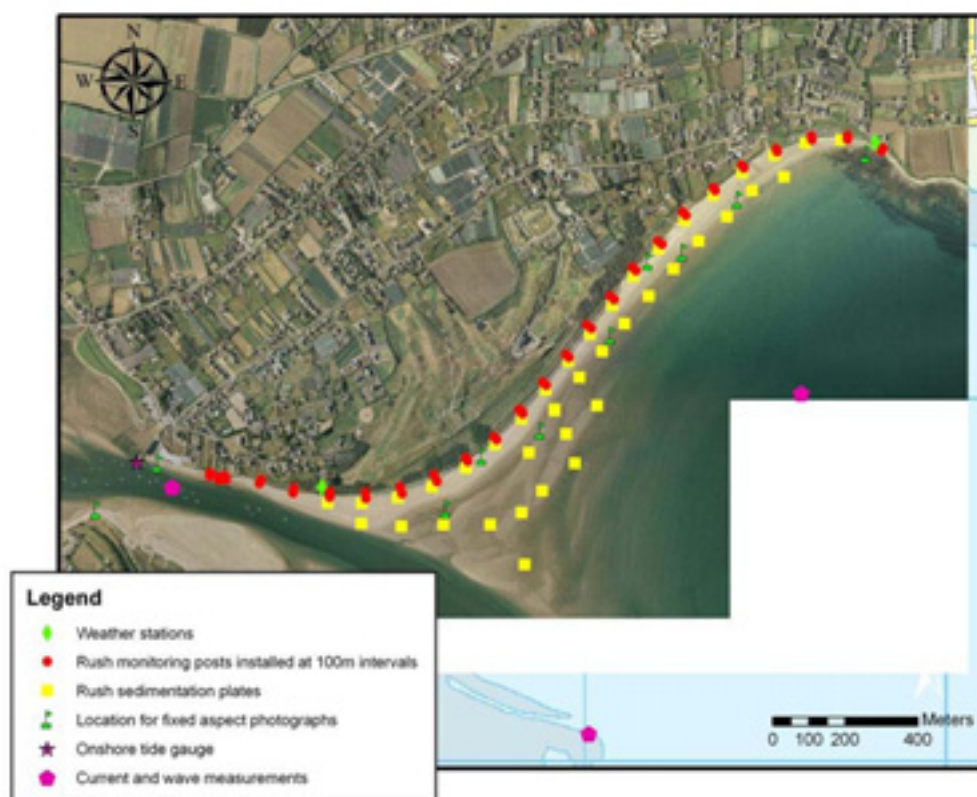 N
W E
S
Legend
Weather stations
Rush monitoring posts installed at 100m intervals
Rush sedimentation plates
Location for fixed aspect photographs
Onshore tide gauge
Current and wave measurements
Meters
0 100 200 400